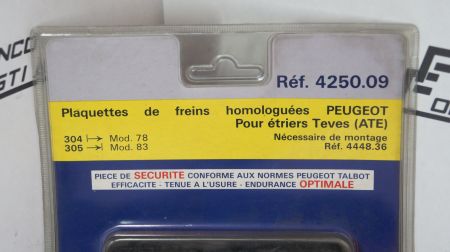 Réf. 4250.09
Plaquettes de freins homologuées PEUGEOT
Pour étriers Teves (ATE)
304 ⟼ Mod. 78
Nécessaire de montage
305 ⟶| Mod. 83
Réf. 4448.36
PIECE DE SECURITE CONFORME AUX NORMES PEUGEOT TALBOT
EFFICACITE - TENUE A L'USURE - ENDURANCE OPTIMALE